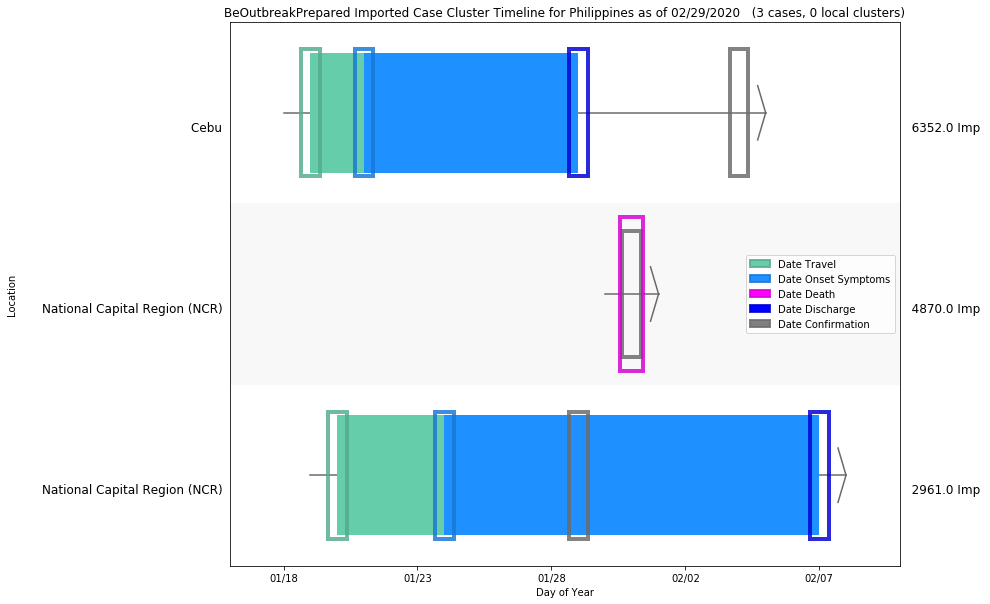 BeOutbreakPrepared Imported Case Cluster Timeline for Philippines as of 02/29/2020   (3 cases, 0 local clusters)
Cebu
6352.0 Imp
Location
National Capital Region (NCR)
4870.0 Imp
Date Travel
Date Onset Symptoms
Date Death
Date Discharge
Date Confirmation
National Capital Region (NCR)
2961.0 Imp
01/18
01/23
01/28
02/02
02/07
Day of Year